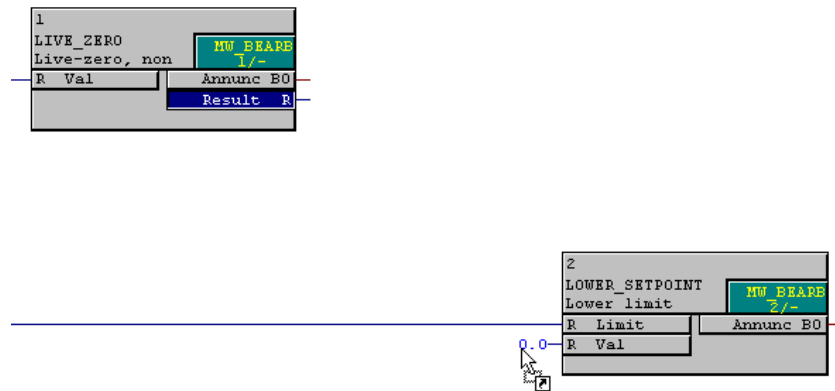 1
LIVE_ZERO
Live-zero, non
MW_BEARB
1/-
R Val
Annunc BO
Result R
2
LOWER_SETPOINT
Lower limit
MW_BEARB
2/-
R Limit
Annunc BO
0.0
R Val